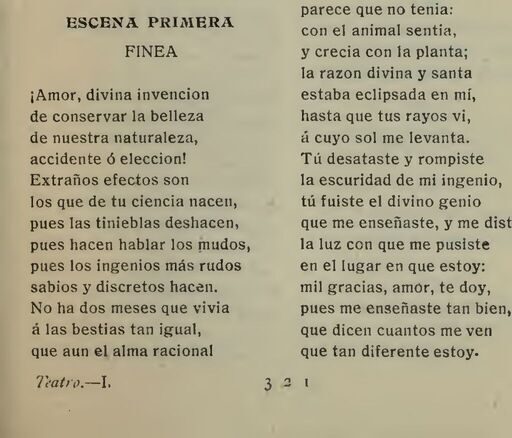 ESCENA PRIMERA
FINEA
¡Amor, divina invencion
de conservar la belleza
de nuestra naturaleza,
accidente ó eleccion!
Extraños efectos son
los que de tu ciencia nacen,
pues las tinieblas deshacen,
pues hacen hablar los mudos,
pues los ingenios más rudos
sabios y discretos hacen.
No ha dos meses que vivia
á las bestias tan igual,
que aun el alma racional
parece que no tenia:
con el animal sentia,
y crecia con la planta;
la razon divina y santa
estaba eclipsada en mí,
hasta que tus rayos vi,
á cuyo sol me levanta.
Tú desataste y rompiste
la escuridad de mi ingenio,
tú fuiste el divino genio
que me enseñaste, y me dist
la luz con que me pusiste
en el lugar en que estoy:
mil gracias, amor, te doy,
pues me enseñaste tan bien,
que dicen cuantos me ven
que tan diferente estoy.
Teatro.—I.
3 2 1